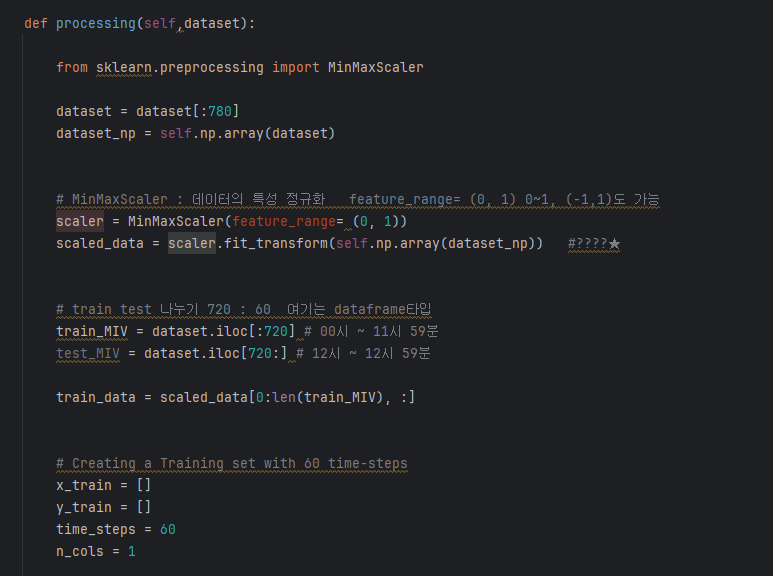 def processing(self,dataset):
from sklearn.preprocessing import MinMaxScaler
dataset = dataset[:780]
dataset_np = self.np.array(dataset)
# MinMaxScaler : 데이터의 특성 정규화   feature_range= (0, 1) 0~1, (-1,1)도 가능
scaler = MinMaxScaler(feature_range= (0, 1))
scaled_data = scaler.fit_transform(self.np.array(dataset_np))   #????★
# train test 나누기 720 : 60  여기는 dataframe타입
train_MIV = dataset.iloc[:720] # 00시 ~ 11시 59분
test_MIV = dataset.iloc[720:] # 12시 ~ 12시 59분
train_data = scaled_data[0:len(train_MIV), :]
# Creating a Training set with 60 time-steps
x_train = []
y_train = []
time_steps = 60
n_cols = 1